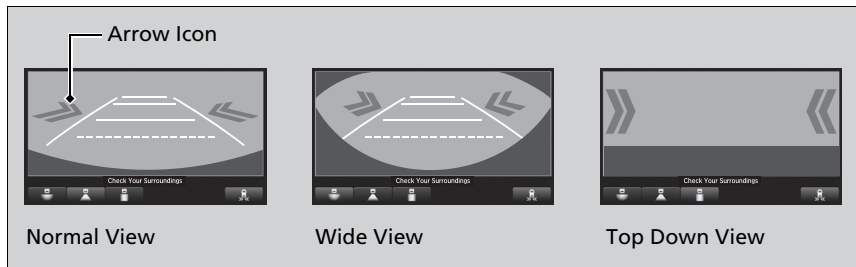 Arrow Icon
Check Your Surroundings
Check Your Surroundings
Check Your Surroundings
Normal View
Wide View
Top Down View